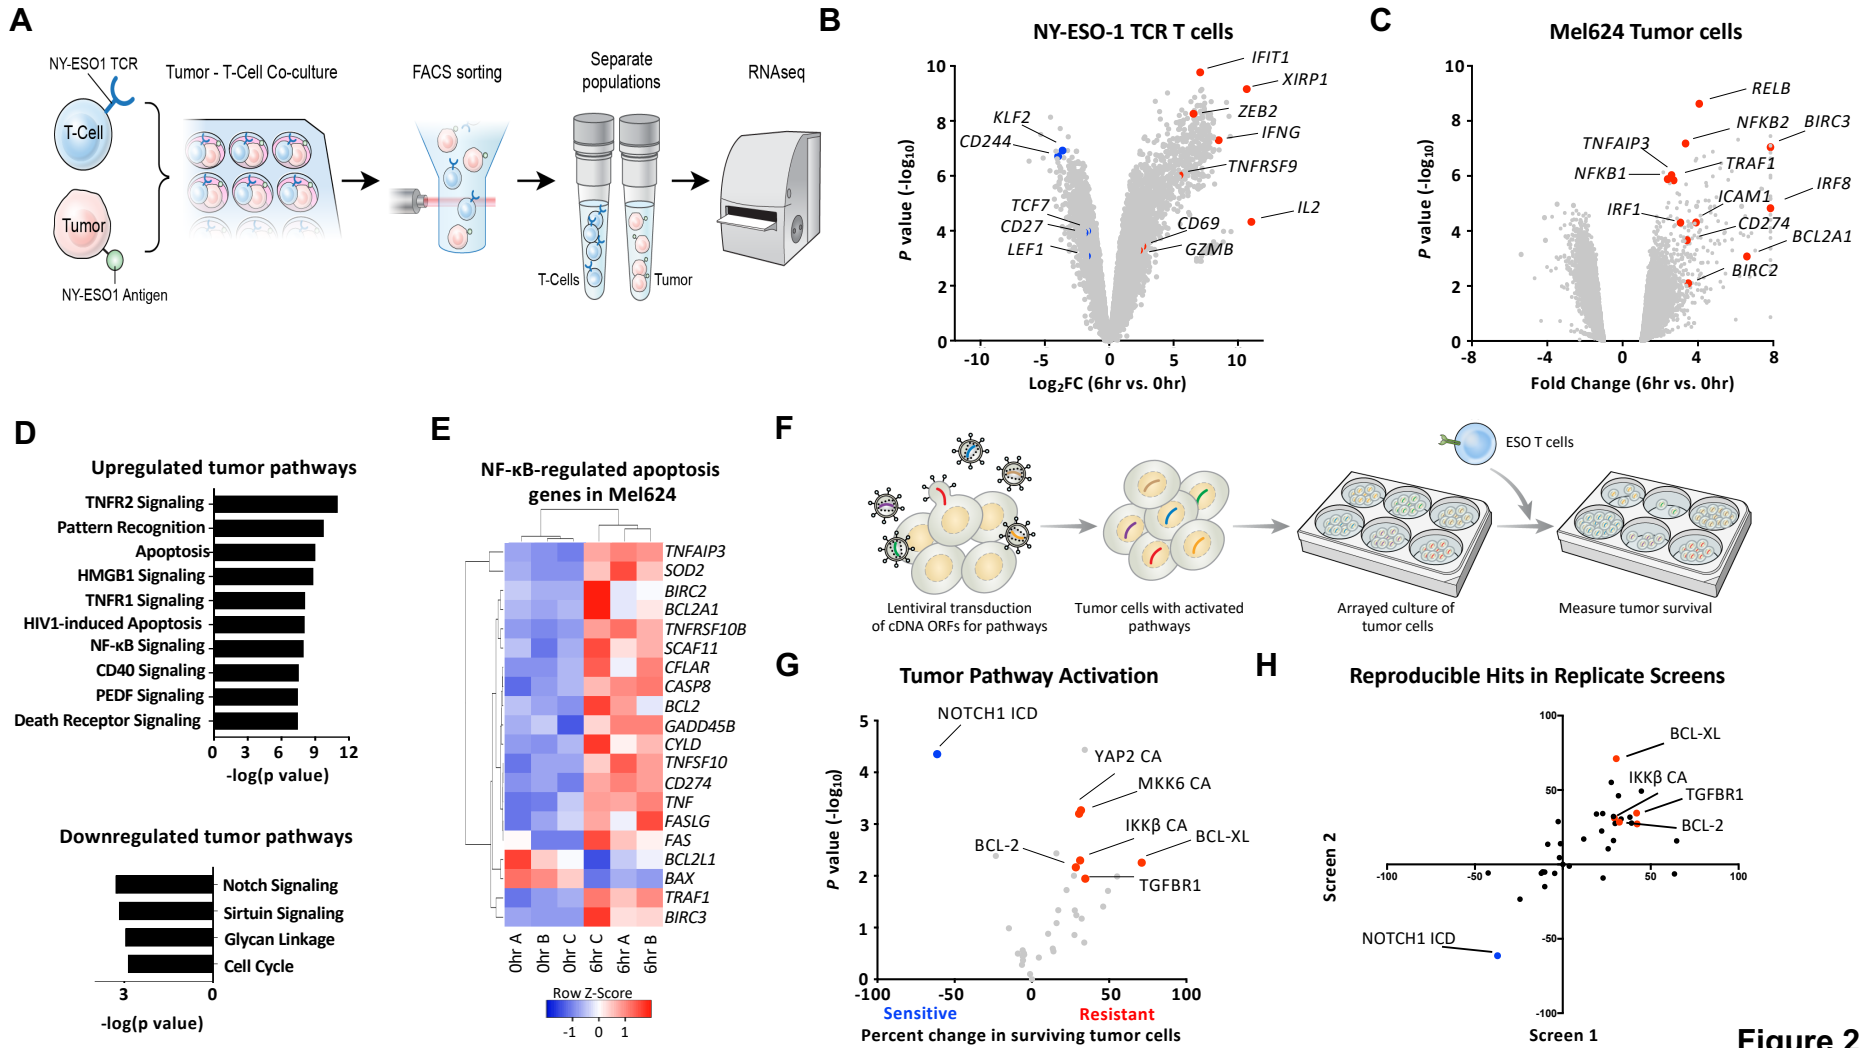 A
NY-ESO1 TCR
T-Cell
Tumor
NY-ESO1 Antigen
Tumor - T-Cell Co-culture
FACS sorting
Separate
populations
T-Cells
Tumor
RNAseq
B
NY-ESO-1 TCR T cells
P value (-log10)
10
8
6
4
2
0
-10
-5
0
5
10
Log2FC (6hr vs. 0hr)
IFIT1
XIRP1
ZEB2
IFNG
TNFRSF9
IL2
CD69
GZMB
KLF2
CD244
TCF7
CD27
LEF1
C
Mel624 Tumor cells
P value (-log10)
10
8
6
4
2
0
-8
-4
0
4
8
Fold Change (6hr vs. 0hr)
RELB
NFKB2
BIRC3
TNFAIP3
TRAF1
NFKB1
IRF8
ICAM1
IRF1
CD274
BCL2A1
BIRC2
D
Upregulated tumor pathways
TNFR2 Signaling
Pattern Recognition
Apoptosis
HMGB1 Signaling
TNFR1 Signaling
HIV1-induced Apoptosis
NF-κB Signaling
CD40 Signaling
PEDF Signaling
Death Receptor Signaling
0
3
6
9
12
-log(p value)
Downregulated tumor pathways
Notch Signaling
Sirtuin Signaling
Glycan Linkage
Cell Cycle
3
0
-log(p value)
E
NF-κB-regulated apoptosis
genes in Mel624
TNFAIP3
SOD2
BIRC2
BCL2A1
TNFRSF10B
SCAF11
CFLAR
CASP8
BCL2
GADD45B
CYLD
TNFSF10
CD274
TNF
FASLG
FAS
BCL2L1
BAX
TRAF1
BIRC3
0hr A
0hr B
0hr C
6hr C
6hr A
6hr B
Row Z-Score
-1
0
1
F
ESO T cells
Lentiviral transduction
of cDNA ORFs for pathways
Tumor cells with activated
pathways
Arrayed culture of
tumor cells
Measure tumor survival
G
Tumor Pathway Activation
P value (-log10)
5
4
3
2
1
0
-100
-50
0
50
100
Sensitive
Resistant
Percent change in surviving tumor cells
NOTCH1 ICD
YAP2 CA
MKK6 CA
IKKβ CA
BCL-2
BCL-XL
TGFBR1
H
Reproducible Hits in Replicate Screens
Screen 2
100
50
-50
-100
-100
-50
0
50
100
Screen 1
BCL-XL
IKKβ CA
TGFBR1
BCL-2
NOTCH1 ICD
Figure 2